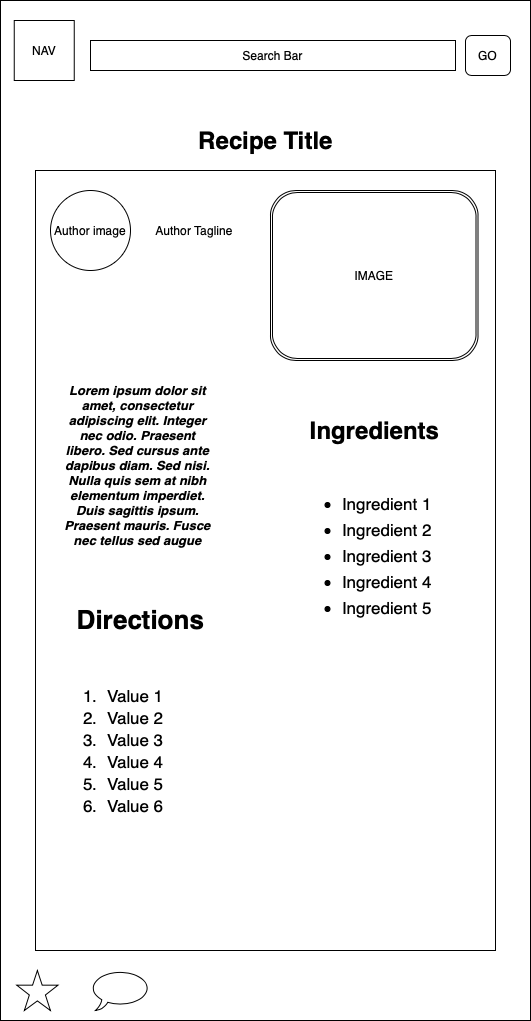 NAV
Search Bar
GO
Recipe Title
Author image
Author Tagline
IMAGE
Lorem ipsum dolor sit
amet, consectetur
adipiscing elit. Integer
nec odio. Praesent
libero. Sed cursus ante
dapibus diam. Sed nisi.
Nulla quis sem at nibh
elementum imperdiet.
Duis sagittis ipsum.
Praesent mauris. Fusce
nec tellus sed augue
Ingredients
• Ingredient 1
• Ingredient 2
• Ingredient 3
• Ingredient 4
• Ingredient 5
Directions
1. Value 1
2. Value 2
3. Value 3
4. Value 4
5. Value 5
6. Value 6